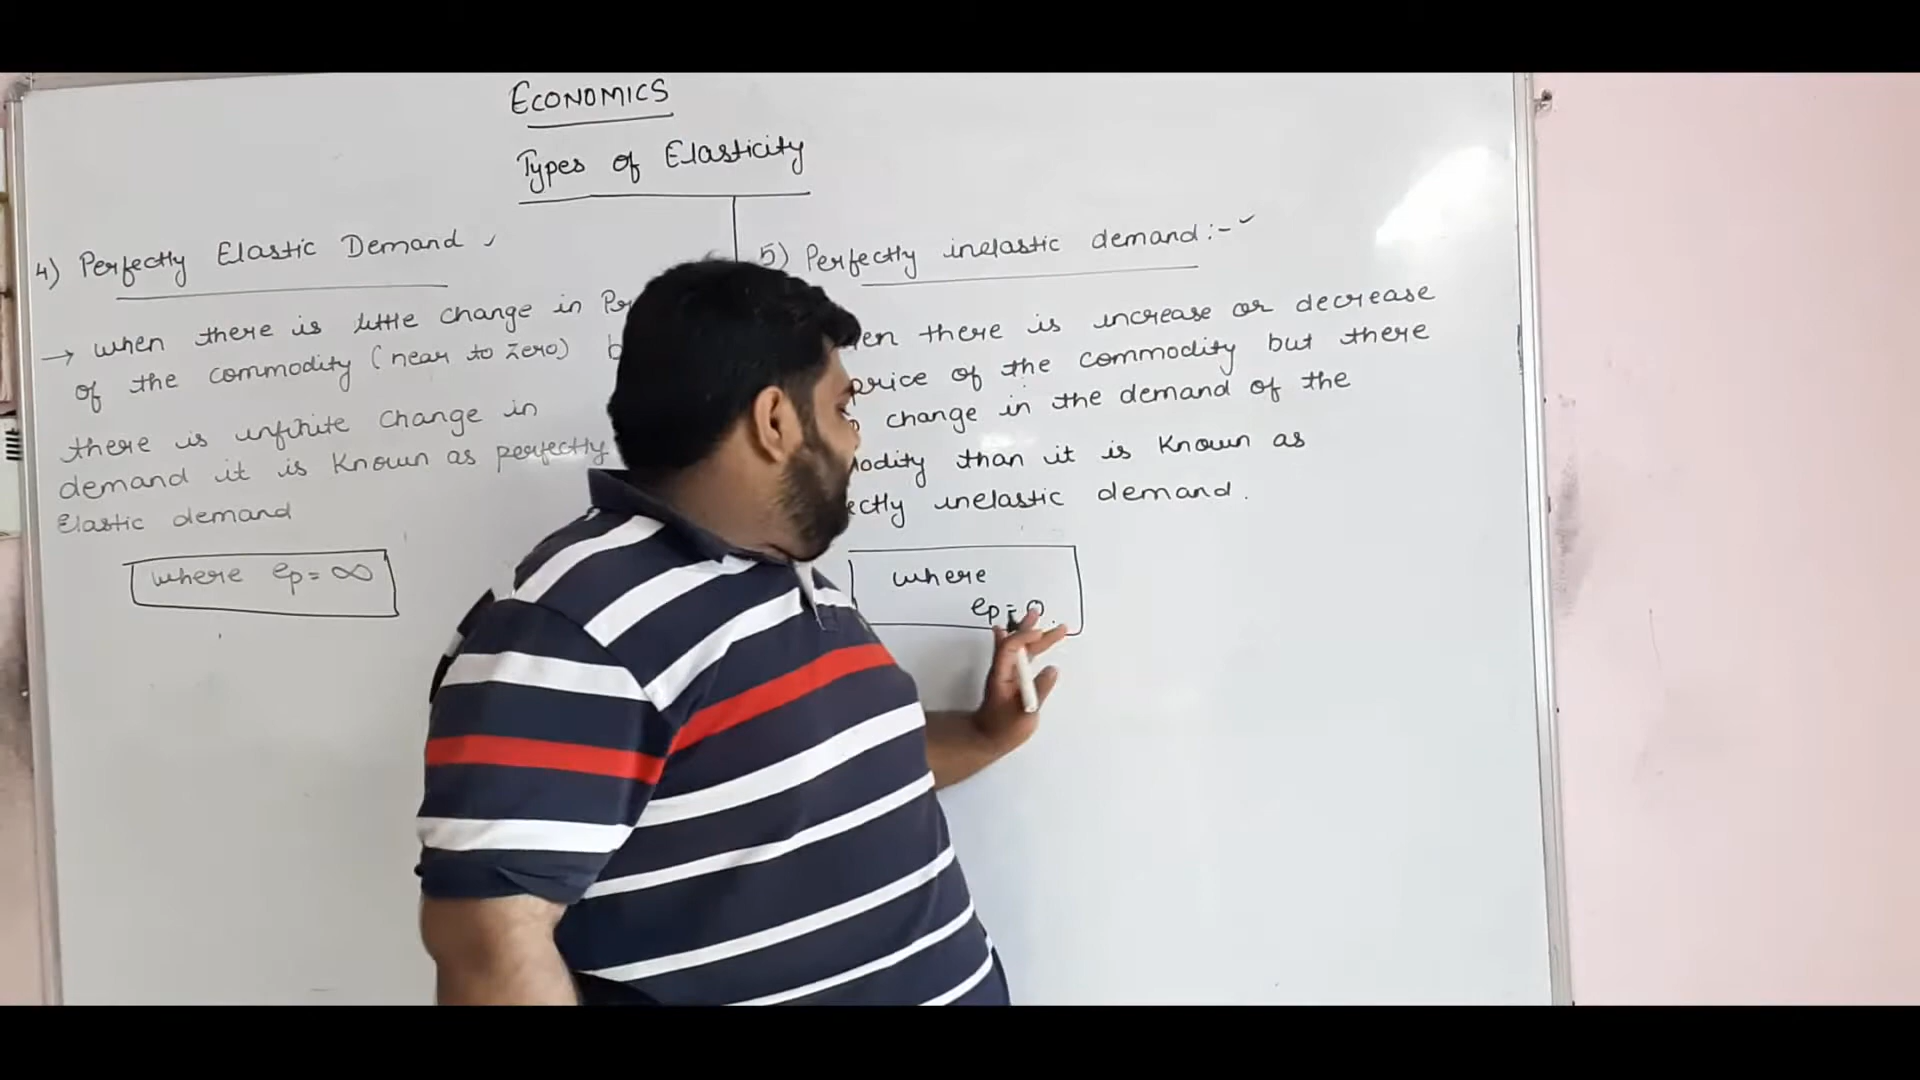 ECONOMICS
Types of Elasticity
4) Perfectly Elastic Demand
→ when there is little change in
of the commodity (near to zero)
there is infinite change in
demand it is known as perfectly
Elastic demand
where ep = ∞
5) Perfectly inelastic demand :-
there is increase or decrease
price of the commodity but there
change in the demand of the
than it is known as
inelastic demand.
where
ep = 0.